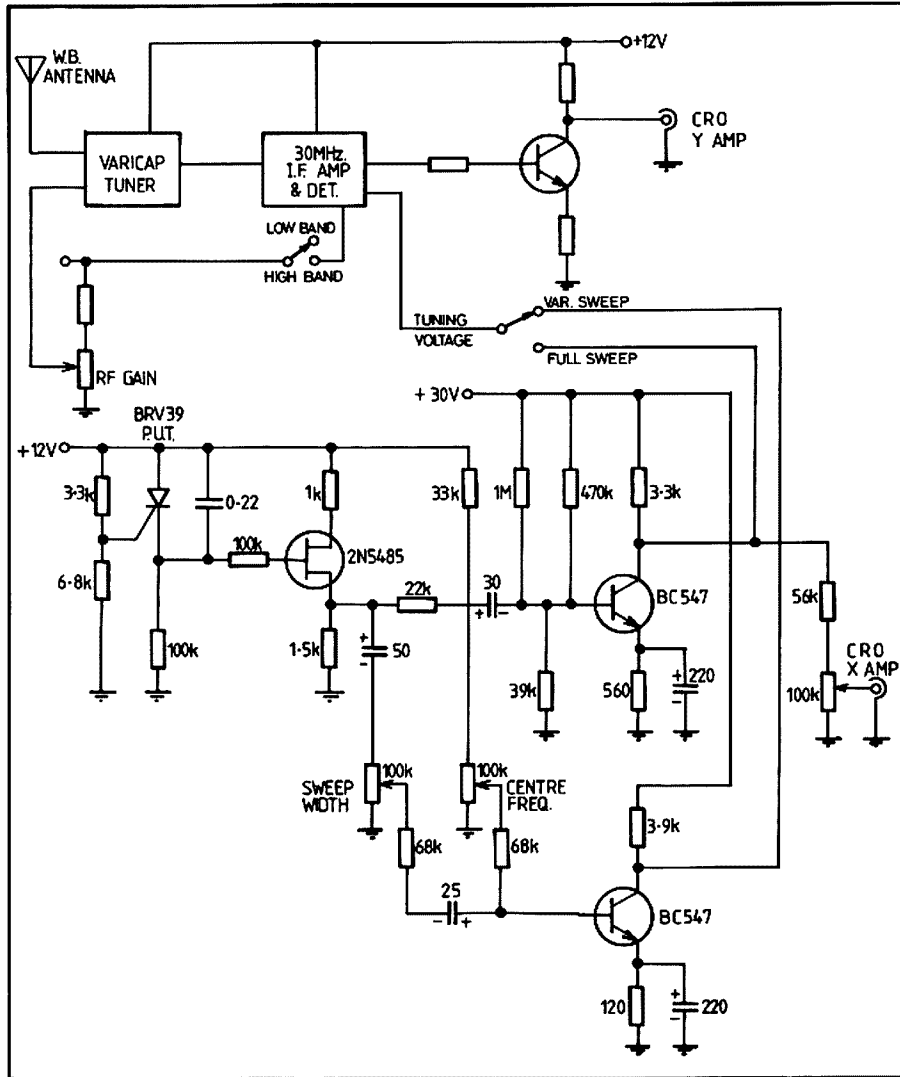 W.B.
ANTENNA
+12V
CRO
Y AMP
VARICAP
TUNER
30MHz.
I.F. AMP
& DET.
LOW BAND
HIGH BAND
TUNING
VOLTAGE
VAR. SWEEP
FULL SWEEP
RF GAIN
+ 30V
BRV39
P.U.T.
+12V
3·3k
0·22
1k
33k
1M
470k
3·3k
100k
2N5485
6·8k
22k
30
+ -
BC547
56k
100k
1·5k
+
-
50
39k
560
+
-
220
CRO
X AMP
100k
SWEEP
WIDTH
100k
100k
CENTRE
FREQ.
68k
68k
3·9k
25
- +
BC547
120
+
-
220